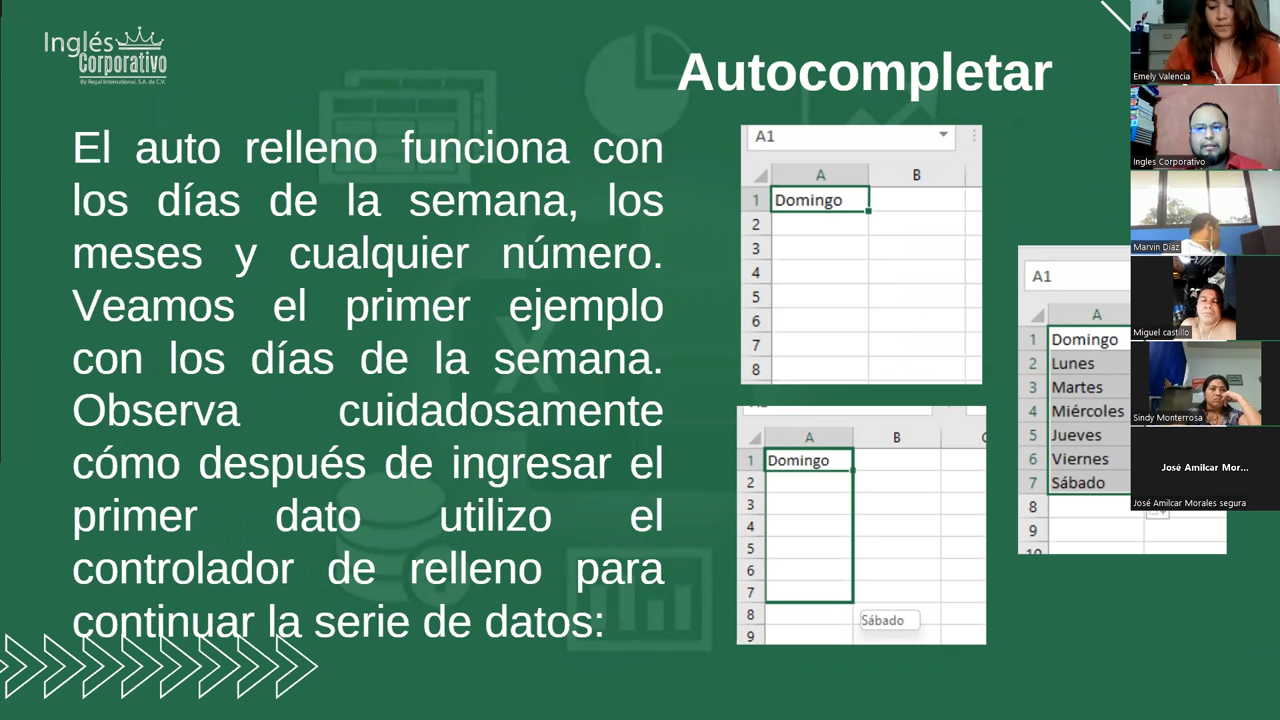 Inglés
Corporativo
By Regal International, S.A. de C.V.
Autocompletar
El auto relleno funciona con
los días de la semana, los
meses y cualquier número.
Veamos el primer ejemplo
con los días de la semana.
Observa cuidadosamente
cómo después de ingresar el
primer dato utilizo el
controlador de relleno para
continuar la serie de datos:
A1
A B
1 Domingo
2
3
4
5
6
7
8
A B
1 Domingo
2
3
4
5
6
7
8 Sábado
9
A1
A
1 Domingo
2 Lunes
3 Martes
4 Miércoles
5 Jueves
6 Viernes
7 Sábado
8
9
10
Emely Valencia
Ingles Corporativo
Marvin Díaz
Miguel castillo
Sindy Monterrosa
José Amilcar Mor...
José Amilcar Morales segura